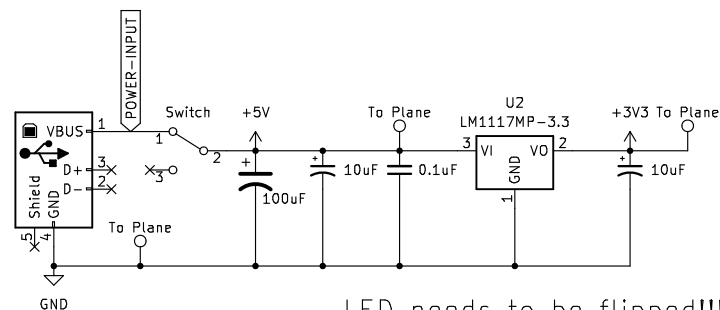 POWER-INPUT
Switch
+5V
To Plane
U2
LM1117MP-3.3
+3V3
To Plane
VBUS
1
1
2
3
VI
VO
2
D+
3
3
D-
2
+
100uF
+
10uF
0.1uF
GND
1
+
10uF
Shield
GND
5
4
To Plane
GND
LED needs to be flipped!!!